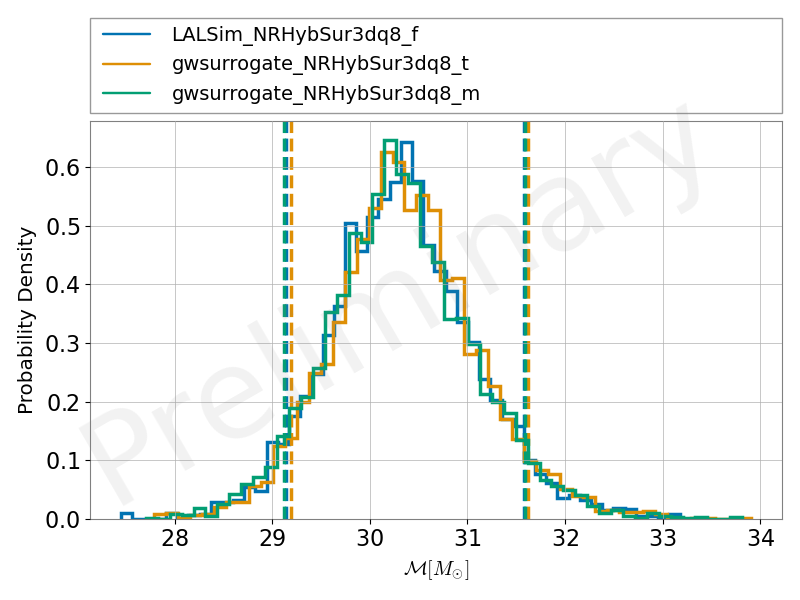 LALSim_NRHybSur3dq8_f
gwsurrogate_NRHybSur3dq8_t
gwsurrogate_NRHybSur3dq8_m
Preliminary
Probability Density
0.6
0.5
0.4
0.3
0.2
0.1
0.0
28 29 30 31 32 33 34
ℳ[M⊙]